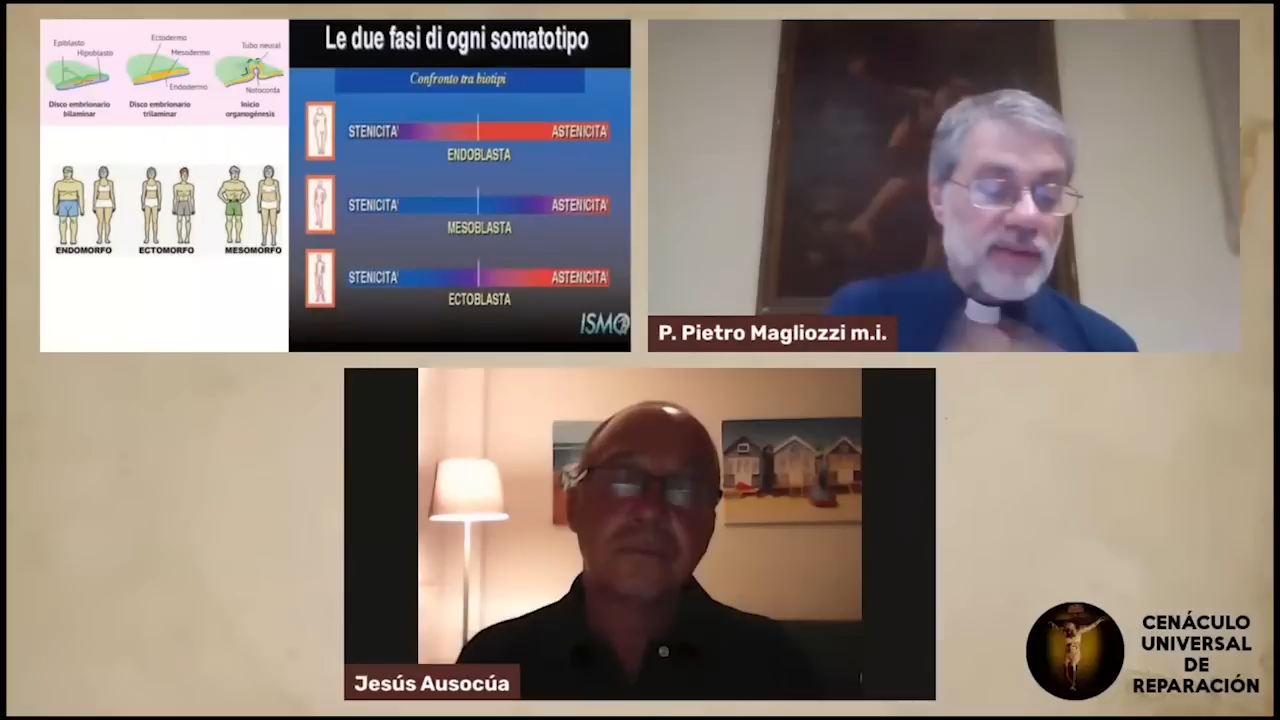 Epiblasto
Hipoblasto
Disco embrionario
bilaminar
Ectodermo
Mesodermo
Endodermo
Disco embrionario
trilaminar
Tubo neural
Notocorda
Inicio
organogénesis
ENDOMORFO
ECTOMORFO
MESOMORFO
Le due fasi di ogni somatotipo
Confronto tra biotipi
STENICITA' ASTENICITA'
ENDOBLASTA
STENICITA' ASTENICITA'
MESOBLASTA
STENICITA' ASTENICITA'
ECTOBLASTA
ISMO
P. Pietro Magliozzi m.i.
Jesús Ausocúa
CENÁCULO
UNIVERSAL
DE
REPARACIÓN